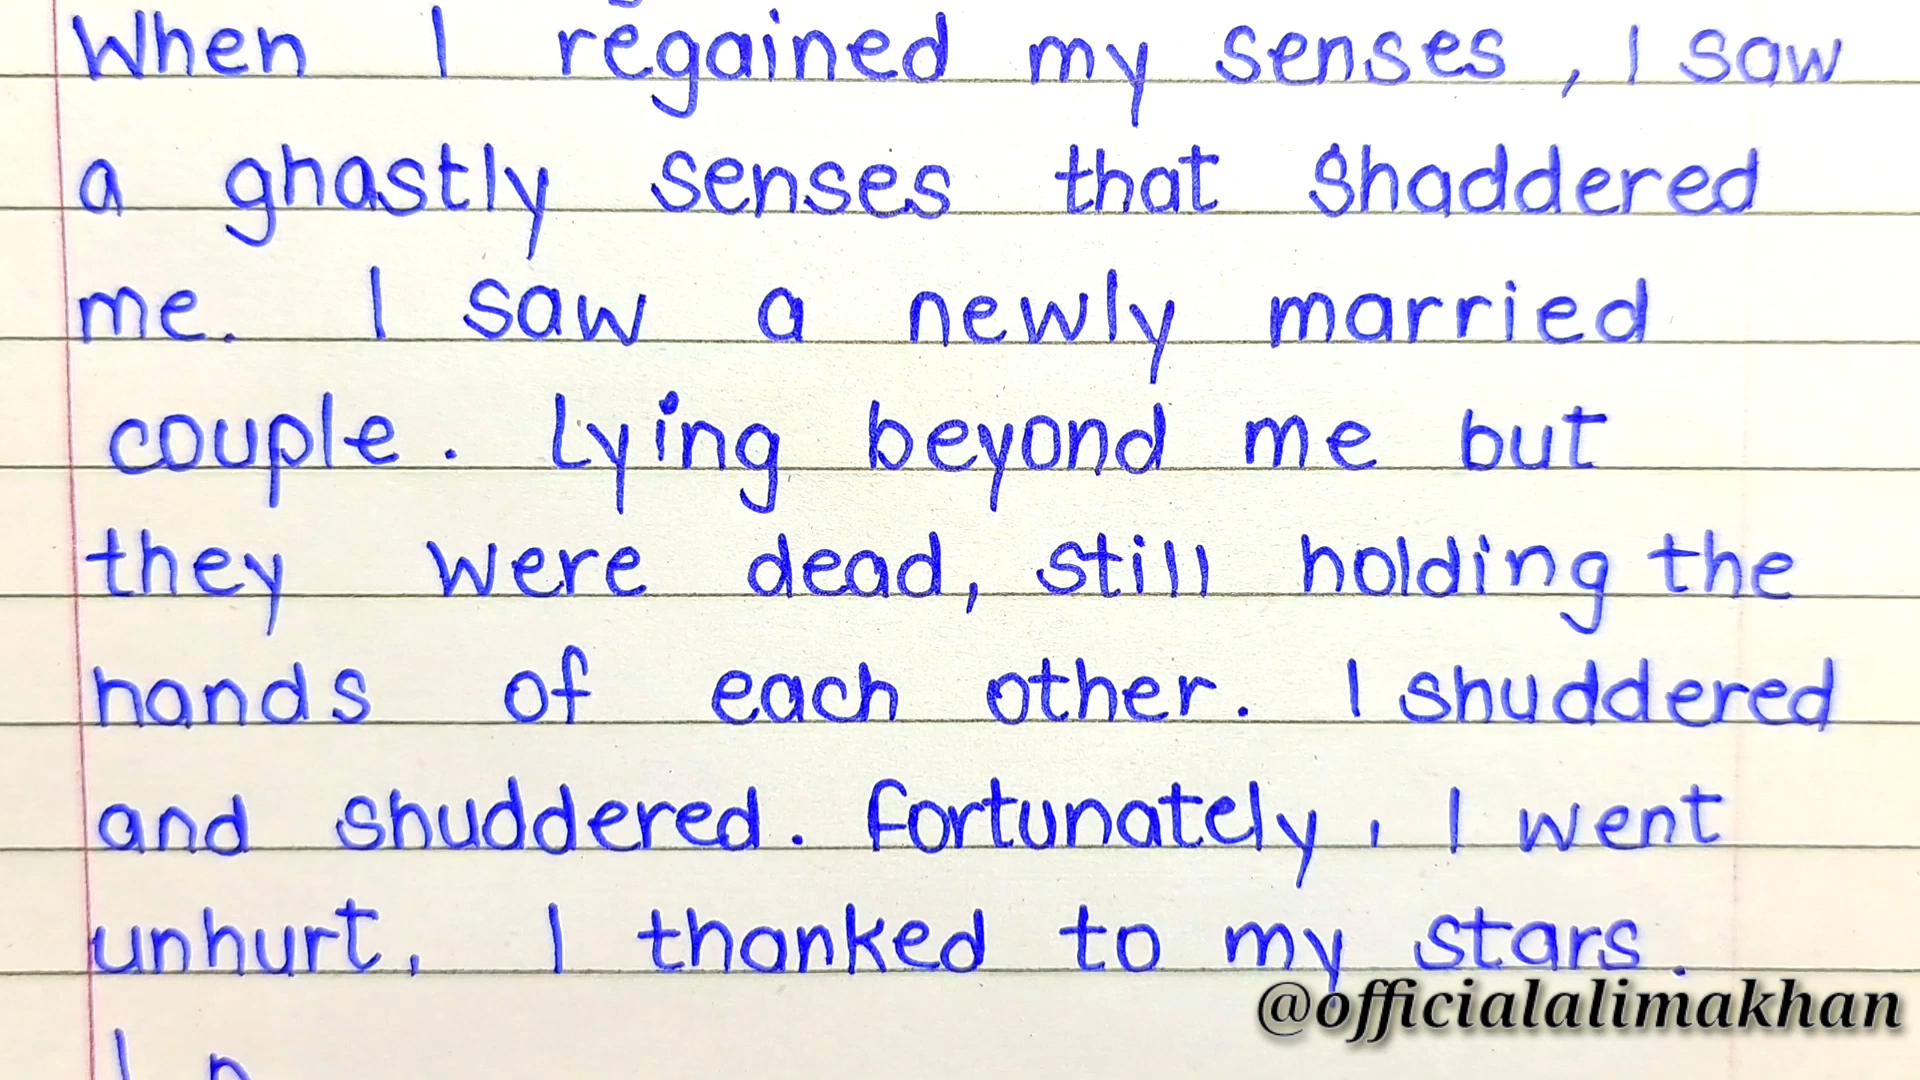 When I regained my senses, I saw
a ghastly senses that shaddered
me. I saw a newly married
couple. Lying beyond me but
they were dead, still holding the
hands of each other. I shuddered
and shuddered. Fortunately, I went
unhurt. I thanked to my stars.
@officialalimakhan